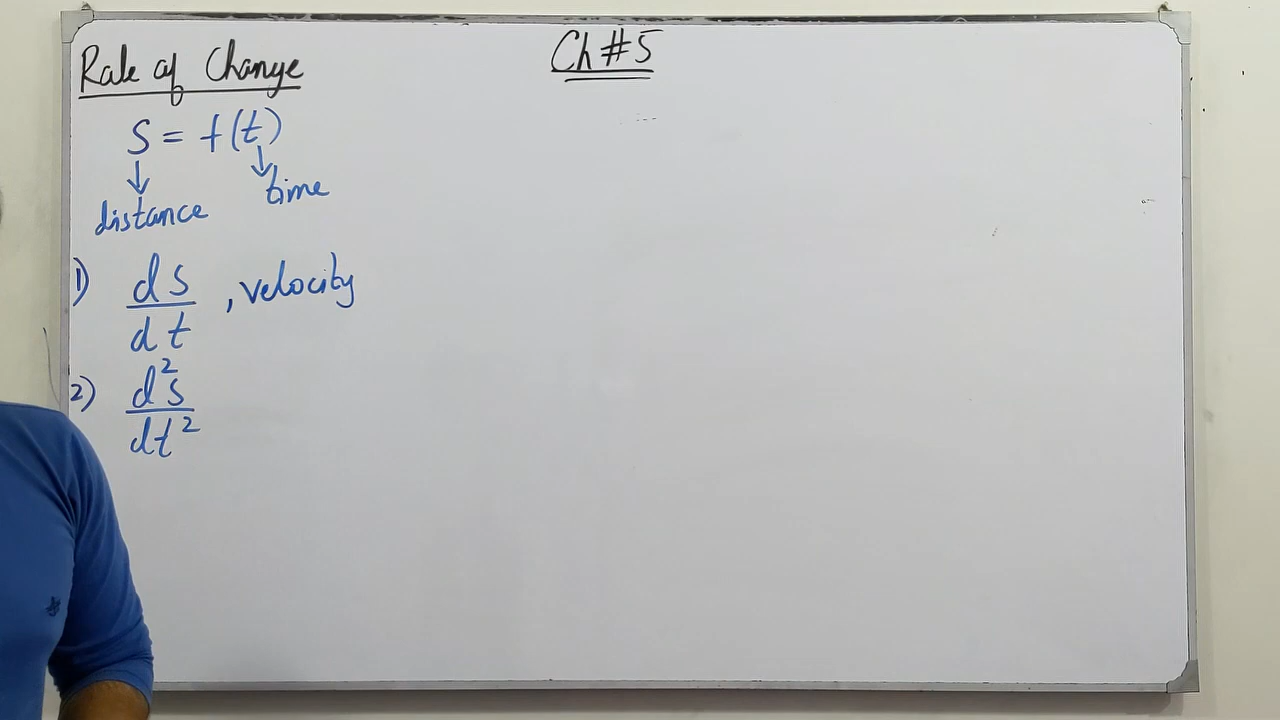 Ch #5
Rate of Change
S = f(t)
distance
time
1) ds/dt , velocity
2) d²s/dt²